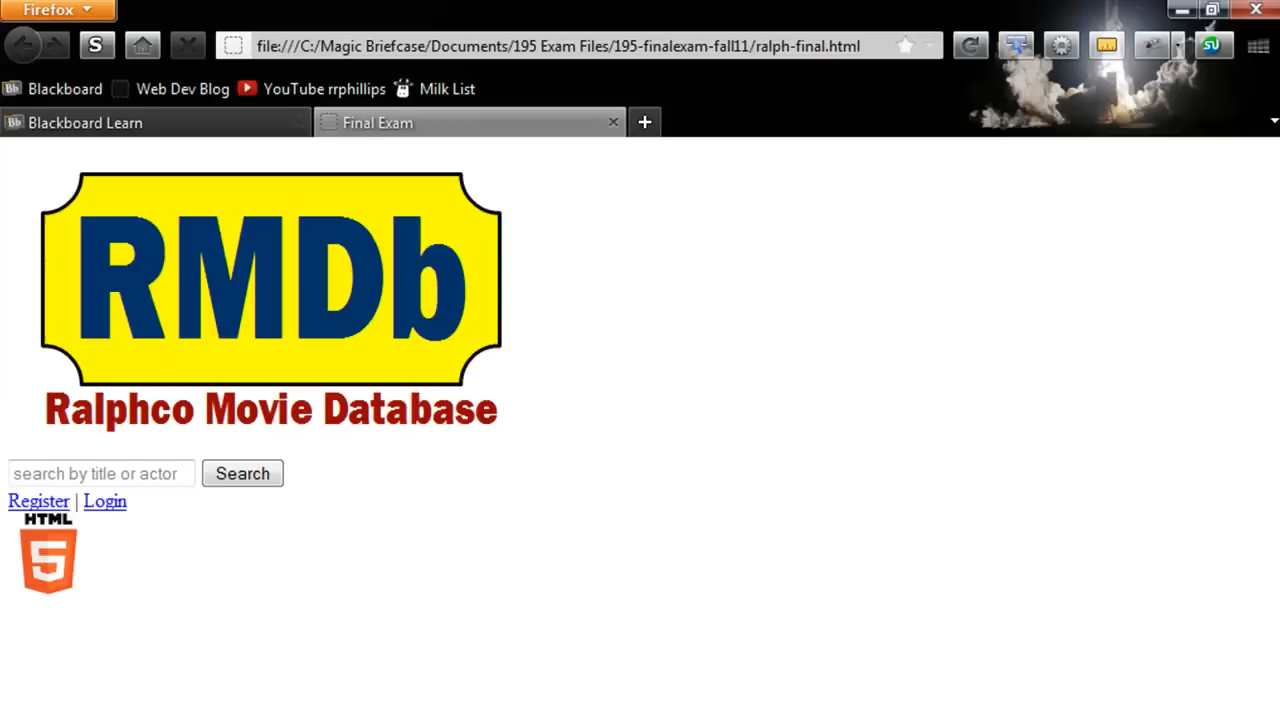 Firefox
S
file:///C:/Magic Briefcase/Documents/195 Exam Files/195-finalexam-fall11/ralph-final.html
Bb Blackboard Web Dev Blog YouTube rrphillips Milk List
Bb Blackboard Learn Final Exam
RMDb
Ralphco Movie Database
search by title or actor Search
Register | Login
HTML
5